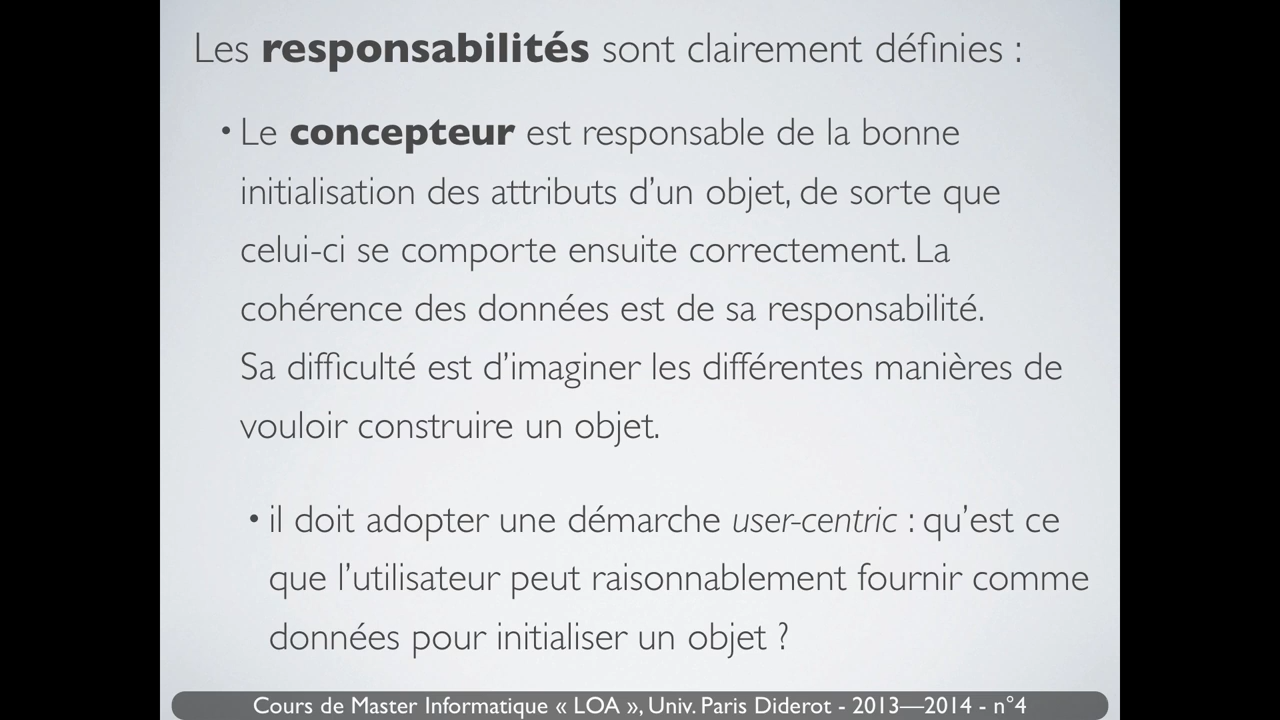 Les responsabilités sont clairement définies :
• Le concepteur est responsable de la bonne
initialisation des attributs d’un objet, de sorte que
celui-ci se comporte ensuite correctement. La
cohérence des données est de sa responsabilité.
Sa difficulté est d’imaginer les différentes manières de
vouloir construire un objet.
• il doit adopter une démarche user-centric : qu’est ce
que l’utilisateur peut raisonnablement fournir comme
données pour initialiser un objet ?
Cours de Master Informatique « LOA », Univ. Paris Diderot - 2013—2014 - n°4